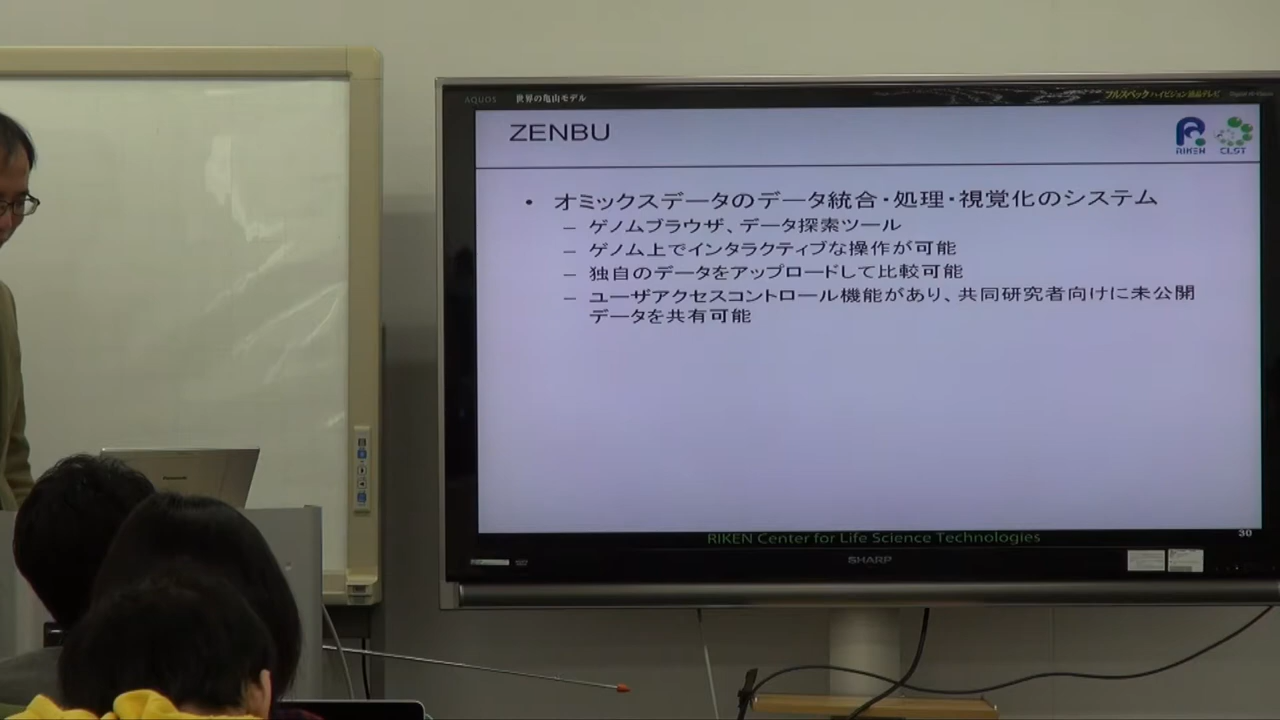 AQUOS 世界の亀山モデル フルスペック ハイビジョン液晶テレビ
ZENBU
RIKEN CLST
• オミックスデータのデータ統合・処理・視覚化のシステム
– ゲノムブラウザ、データ探索ツール
– ゲノム上でインタラクティブな操作が可能
– 独自のデータをアップロードして比較可能
– ユーザアクセスコントロール機能があり、共同研究者向けに未公開
データを共有可能
RIKEN Center for Life Science Technologies
30
SHARP
Panasonic